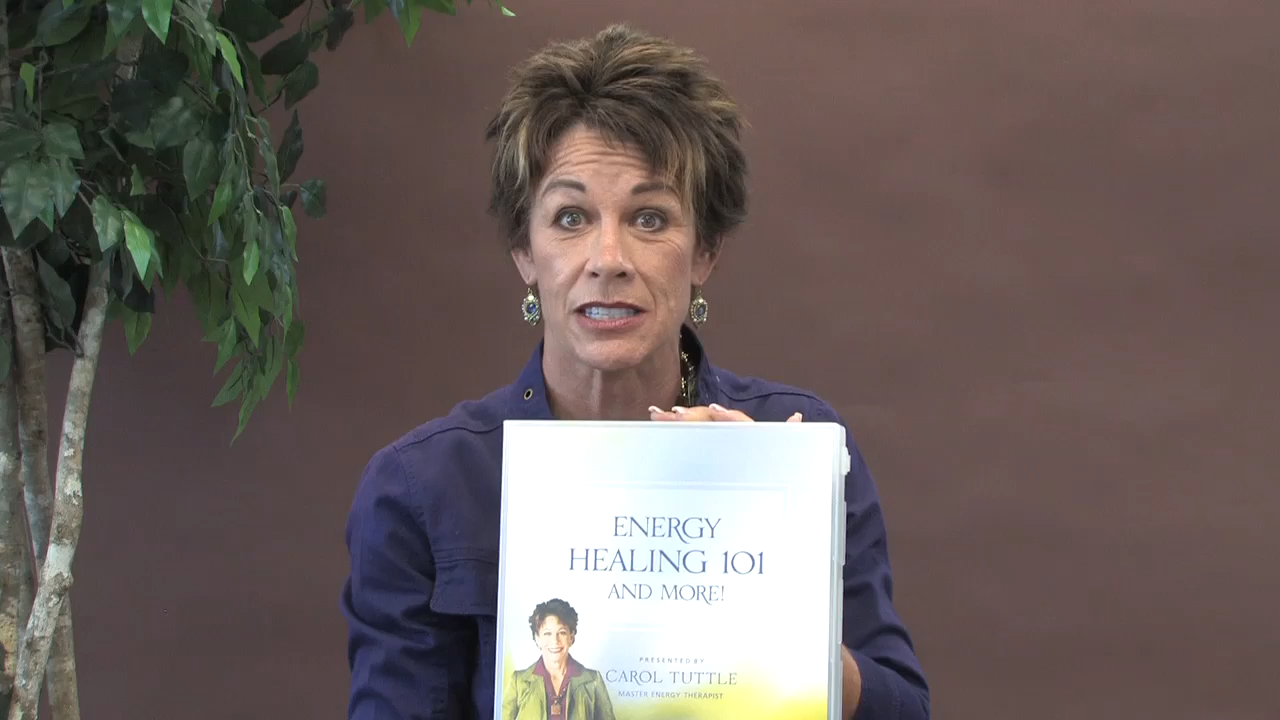 ENERGY
HEALING 101
AND MORE!
PRESENTED BY
CAROL TUTTLE
MASTER ENERGY THERAPIST